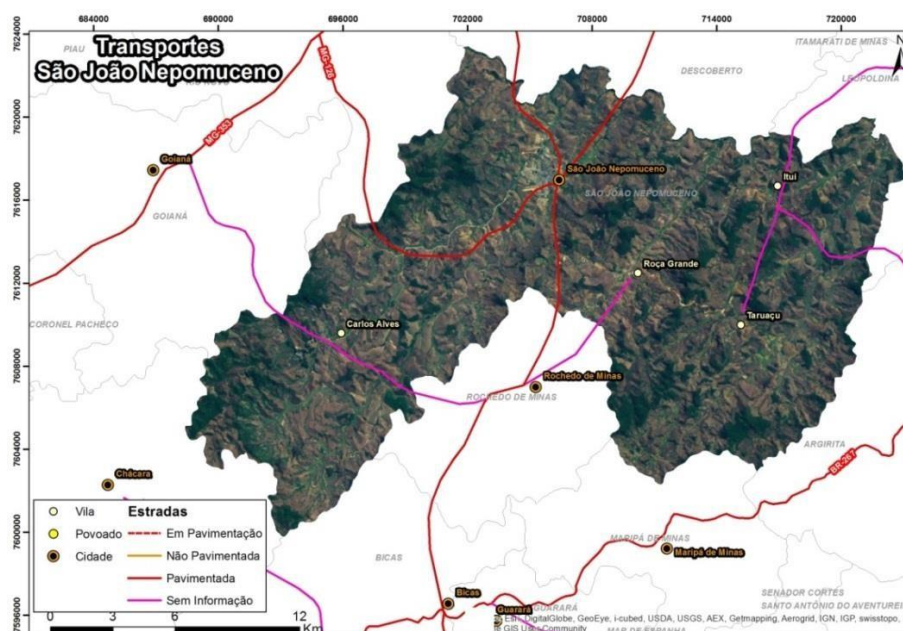 684000 690000 696000 702000 708000 714000 720000
7624000
7620000
7616000
7612000
7608000
7604000
7600000
7596000
Transportes
São João Nepomuceno
N
PIAU
MG-126
MG-353
DESCOBERTO
ITAMARATI DE MINAS
LEOPOLDINA
Goianá
GOIANÁ
São João Nepomuceno
SÃO JOÃO NEPOMUCENO
Ituí
Roça Grande
Taruaçu
CORONEL PACHECO
Carlos Alves
Rochedo de Minas
ROCHEDO DE MINAS
ARGIRITA
BR-267
Chácara
BICAS
MARIPÁ DE MINAS
Maripá de Minas
Bicas
GUARARÁ
Guarará
SENADOR CORTES
SANTO ANTÔNIO DO AVENTUREI
MAR DE ESPANHA
Vila
Povoado
Cidade
Estradas
Em Pavimentação
Não Pavimentada
Pavimentada
Sem Informação
0 3 6 12
Km
DigitalGlobe, GeoEye, i-cubed, USDA, USGS, AEX, Getmapping, Aerogrid, IGN, IGP, swisstopo,
GIS User Community